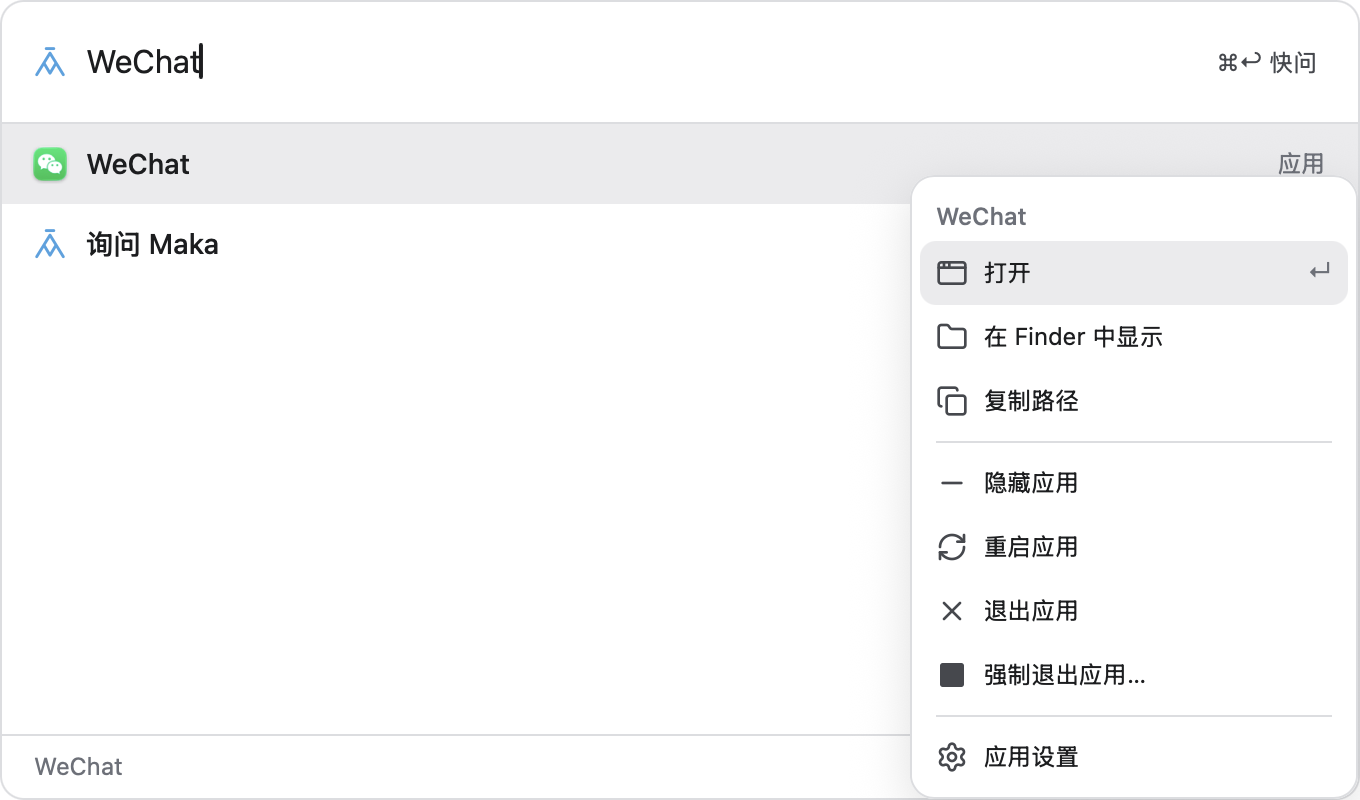 WeChat
⌘↩ 快问
WeChat
应用
询问 Maka
WeChat
打开
在 Finder 中显示
复制路径
隐藏应用
重启应用
退出应用
强制退出应用...
应用设置
WeChat